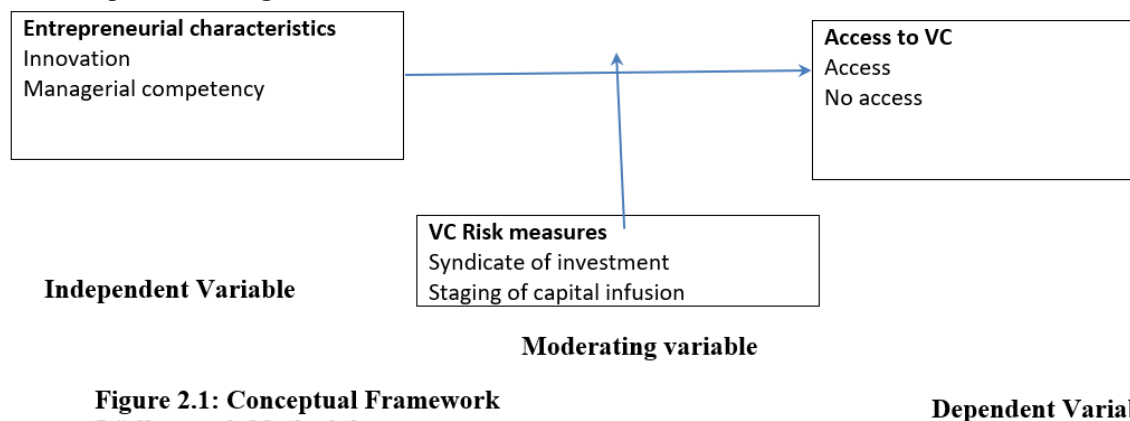 Entrepreneurial characteristics
Innovation
Managerial competency
Access to VC
Access
No access
VC Risk measures
Syndicate of investment
Staging of capital infusion
Independent Variable
Moderating variable
Figure 2.1: Conceptual Framework
Dependent